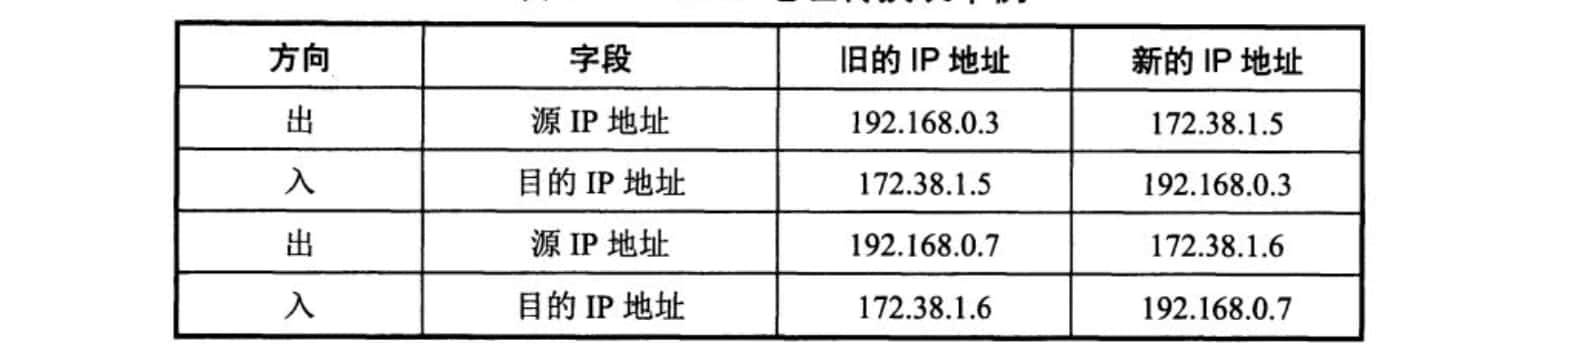 方向 字段 旧的 IP 地址 新的 IP 地址
出 源 IP 地址 192.168.0.3 172.38.1.5
入 目的 IP 地址 172.38.1.5 192.168.0.3
出 源 IP 地址 192.168.0.7 172.38.1.6
入 目的 IP 地址 172.38.1.6 192.168.0.7